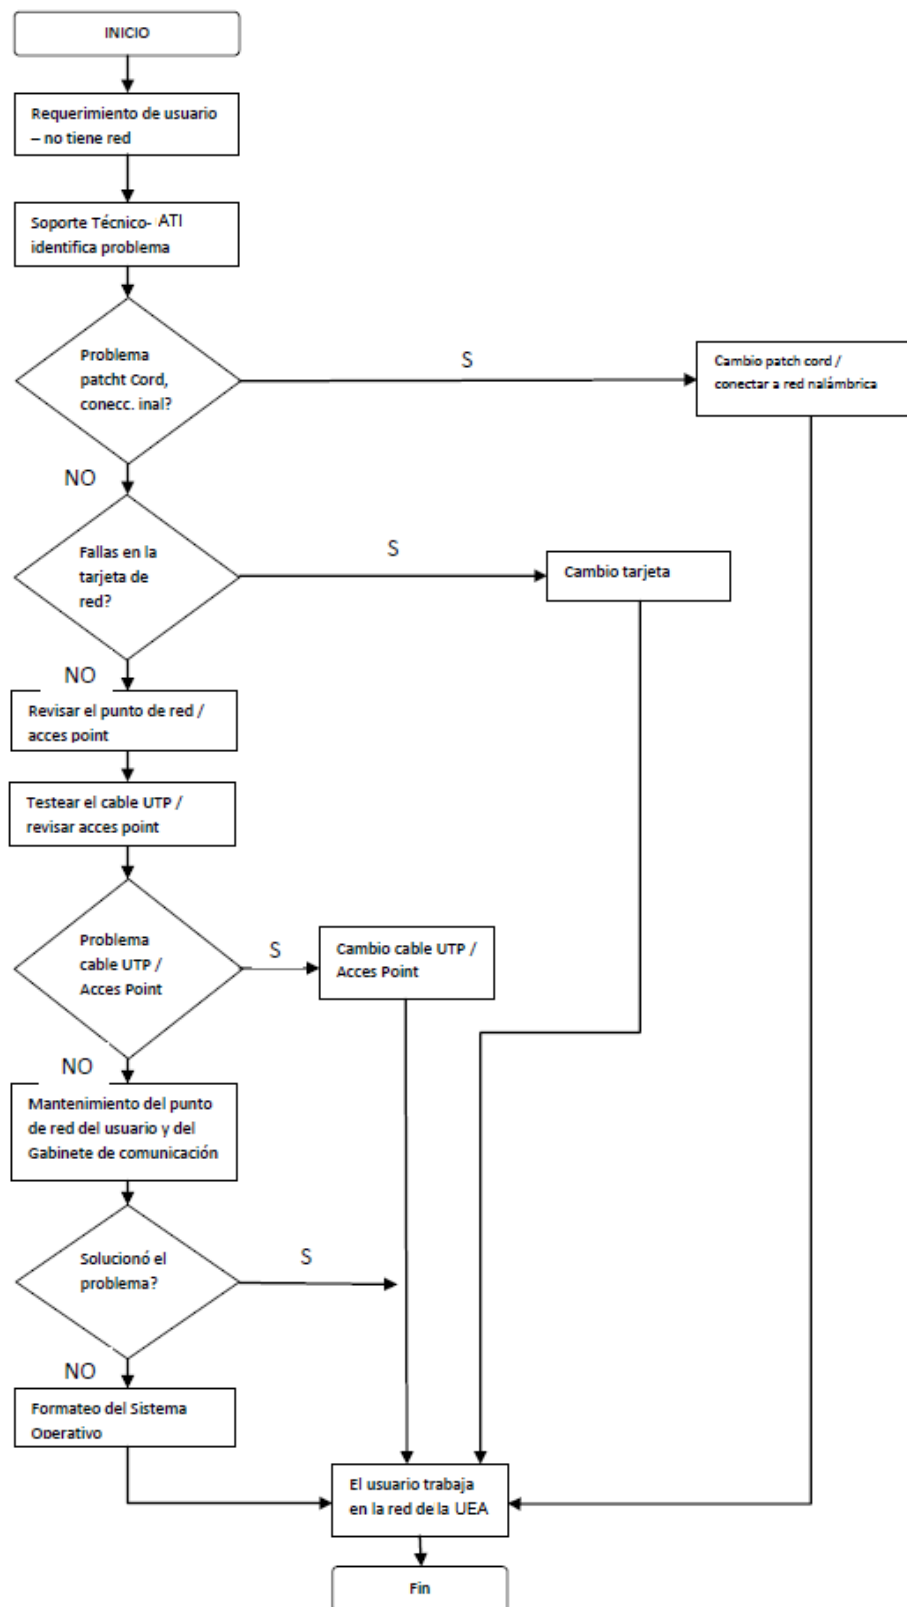 INICIO
Requerimiento de usuario
– no tiene red
Soporte Técnico- ATI
identifica problema
Problema
patcht Cord,
conecc. inal?
S
Cambio patch cord /
conectar a red nalámbrica
NO
Fallas en la
tarjeta de
red?
S
Cambio tarjeta
NO
Revisar el punto de red /
acces point
Testear el cable UTP /
revisar acces point
Problema
cable UTP /
Acces Point
S
Cambio cable UTP /
Acces Point
NO
Mantenimiento del punto
de red del usuario y del
Gabinete de comunicación
Solucionó el
problema?
S
NO
Formateo del Sistema
Operativo
El usuario trabaja
en la red de la UEA
Fin